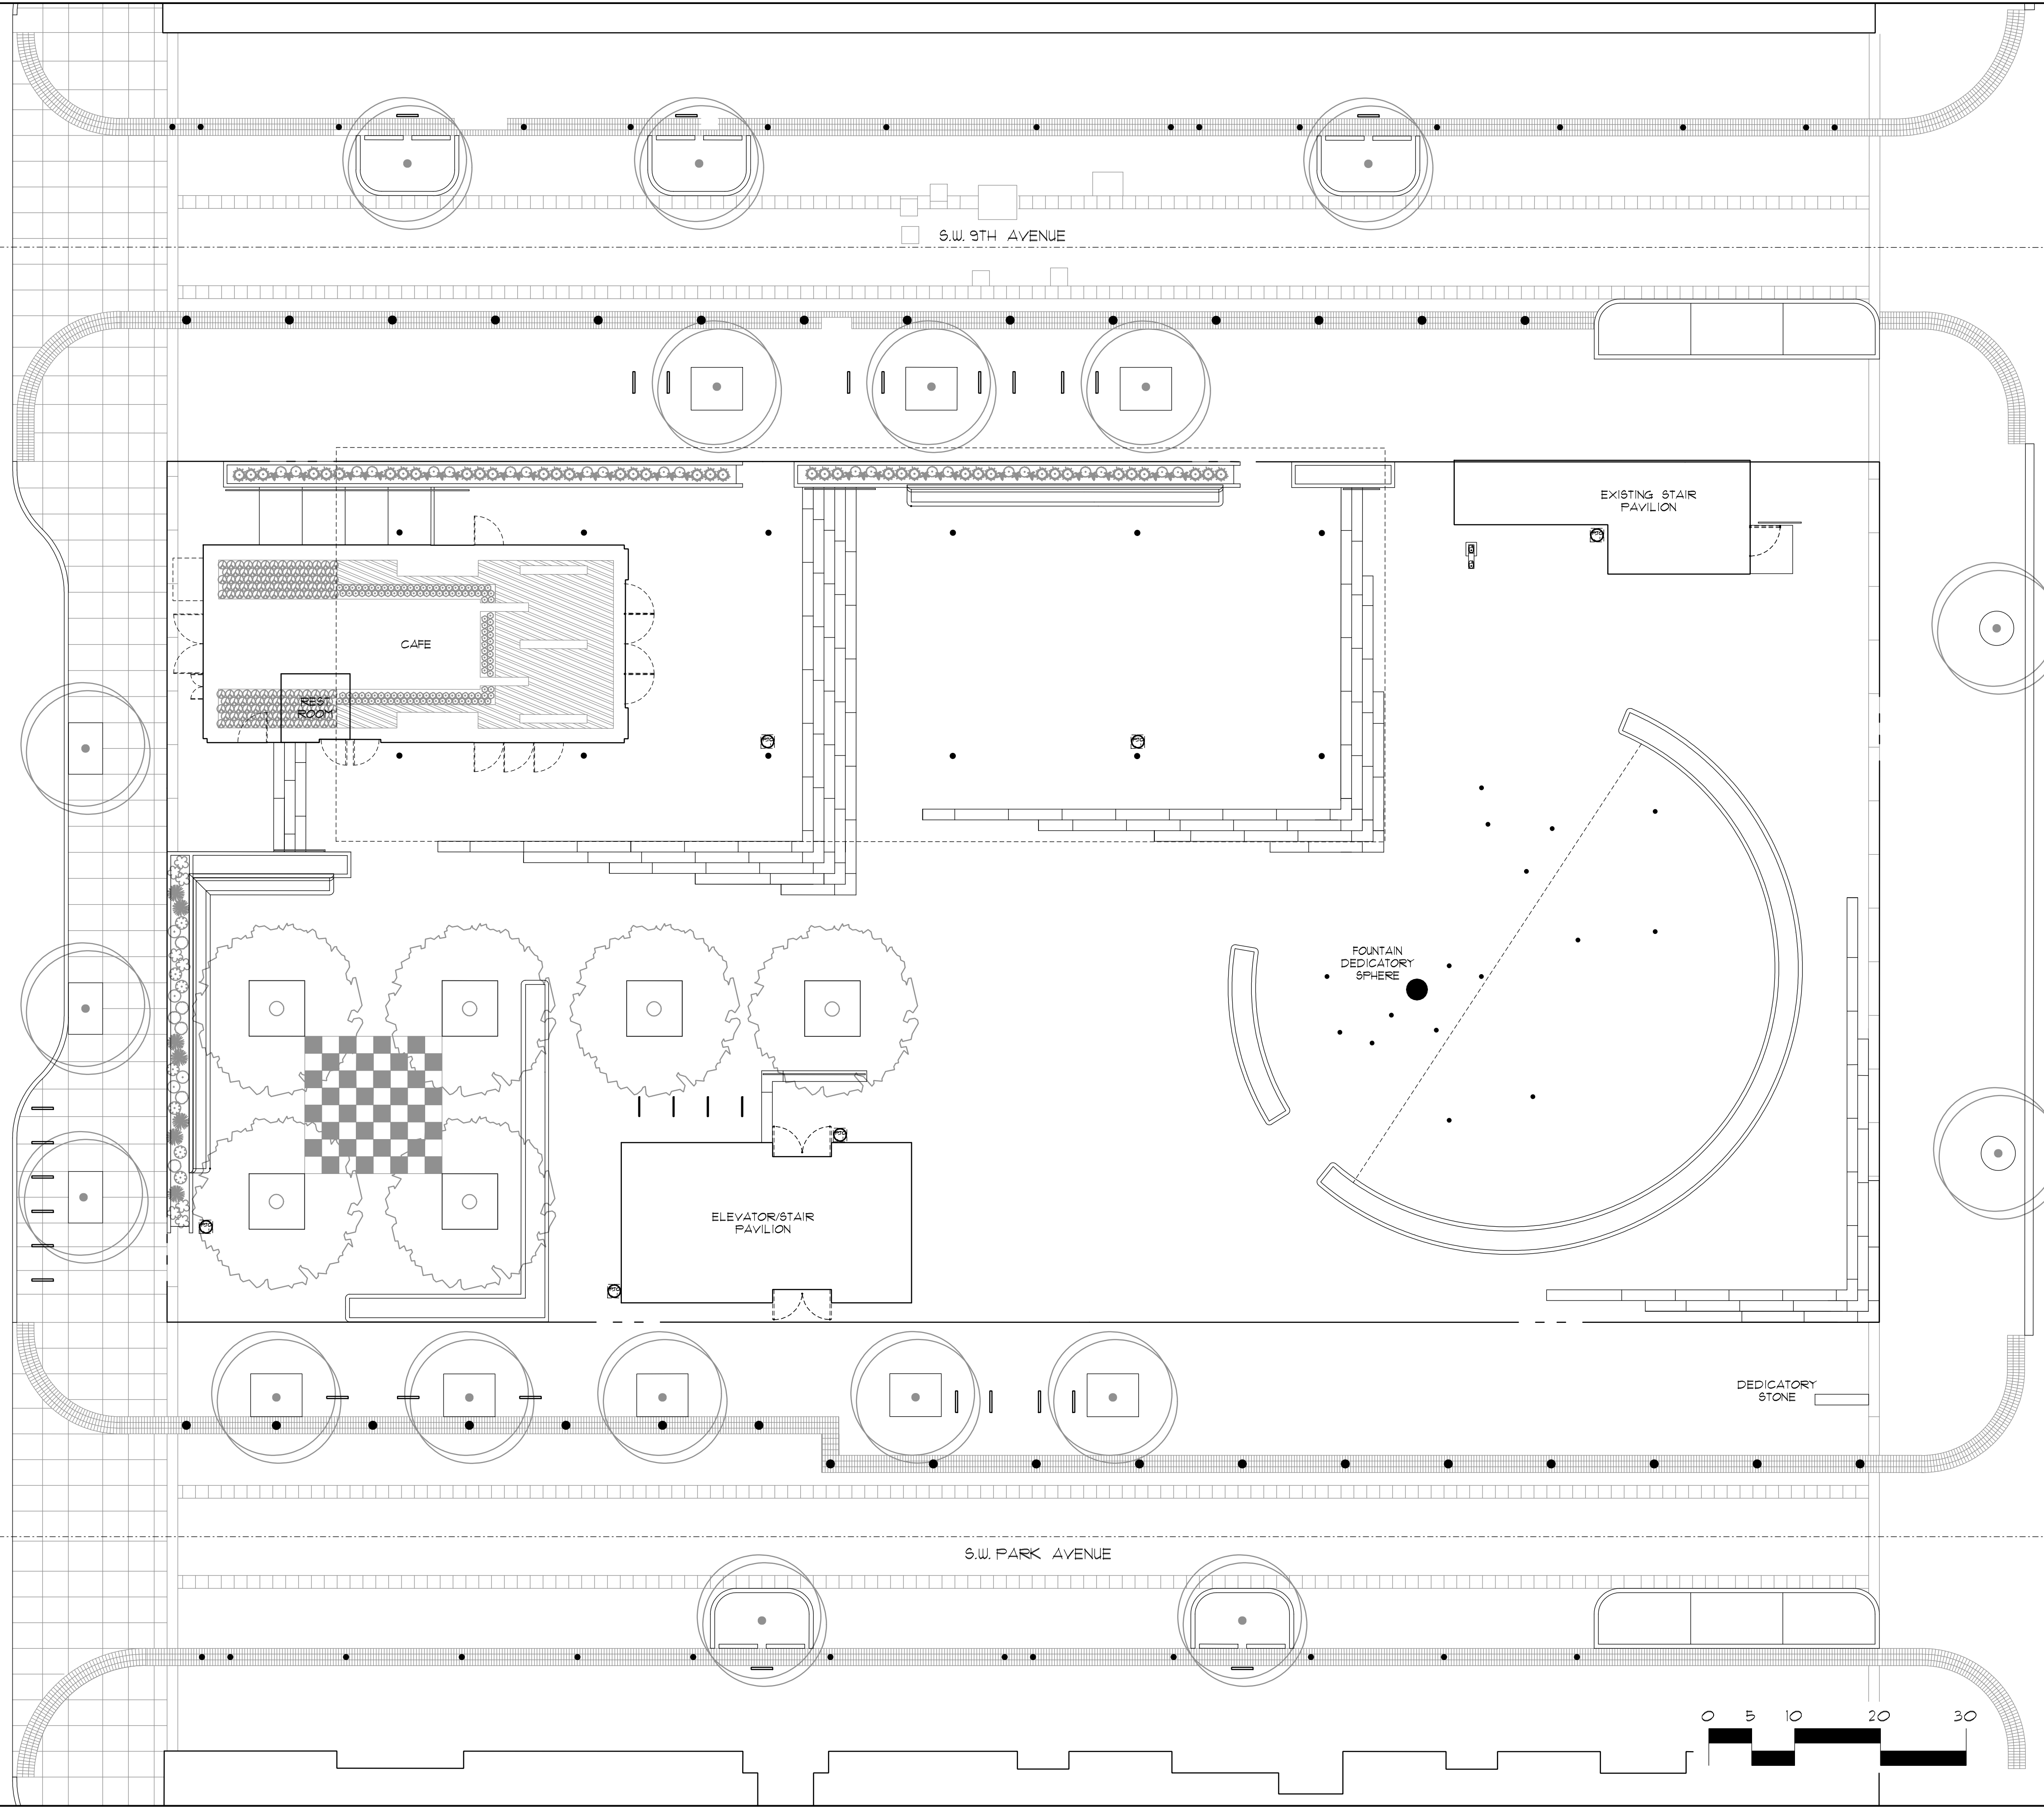 S.W. 9TH AVENUE
EXISTING STAIR
PAVILION
CAFE
REST
ROOM
FOUNTAIN
DEDICATORY
SPHERE
ELEVATOR/STAIR
PAVILION
DEDICATORY
STONE
S.W. PARK AVENUE
0 5 10 20 30